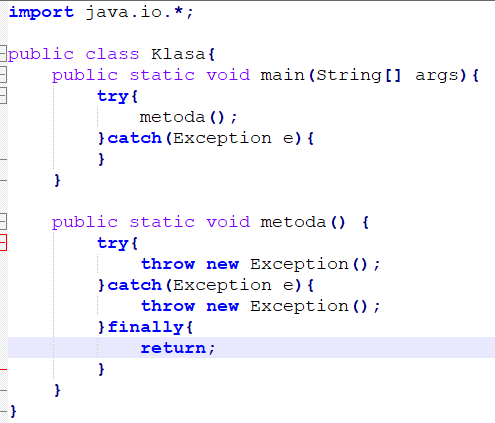 import java.io.*;
public class Klasa{
public static void main(String[] args){
try{
metoda();
}catch(Exception e){
}
}
public static void metoda() {
try{
throw new Exception();
}catch(Exception e){
throw new Exception();
}finally{
return;
}
}
}